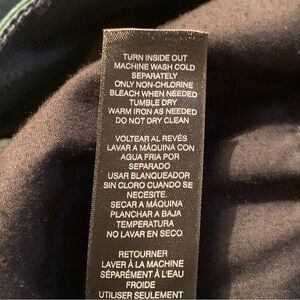 TURN INSIDE OUT
MACHINE WASH COLD
SEPARATELY
ONLY NON-CHLORINE
BLEACH WHEN NEEDED
TUMBLE DRY
WARM IRON AS NEEDED
DO NOT DRY CLEAN
VOLTEAR AL REVÉS
LAVAR A MÁQUINA CON
AGUA FRIA POR
SEPARADO
USAR BLANQUEADOR
SIN CLORO CUANDO SE
NECESITE.
SECAR A MÁQUINA
PLANCHAR A BAJA
TEMPERATURA
NO LAVAR EN SECO
RETOURNER
LAVER À LA MACHINE
SÉPARÉMENT À L'EAU
FROIDE
UTILISER SEULEMENT